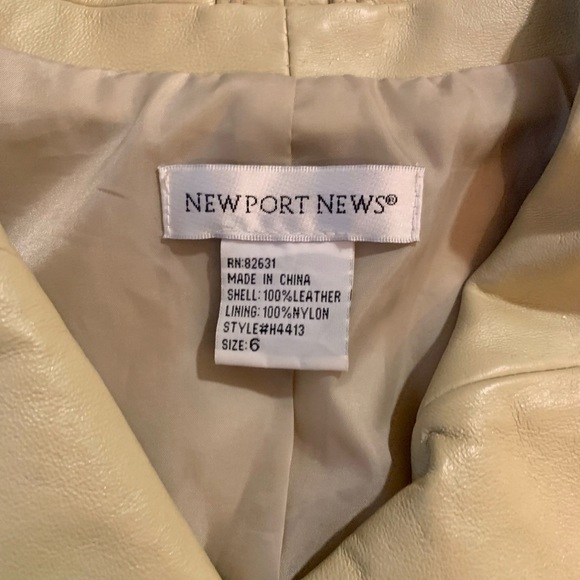 NEWPORT NEWS®
RN:82631
MADE IN CHINA
SHELL:100%LEATHER
LINING:100%NYLON
STYLE#H4413
SIZE:6